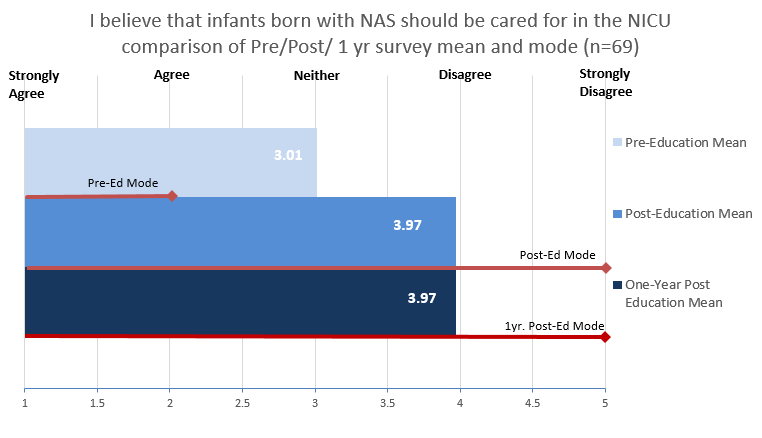 I believe that infants born with NAS should be cared for in the NICU
comparison of Pre/Post/ 1 yr survey mean and mode (n=69)
Strongly
Agree
Agree
Neither
Disagree
Strongly
Disagree
3.01
Pre-Ed Mode
3.97
Post-Ed Mode
3.97
1yr. Post-Ed Mode
Pre-Education Mean
Post-Education Mean
One-Year Post
Education Mean
1 1.5 2 2.5 3 3.5 4 4.5 5